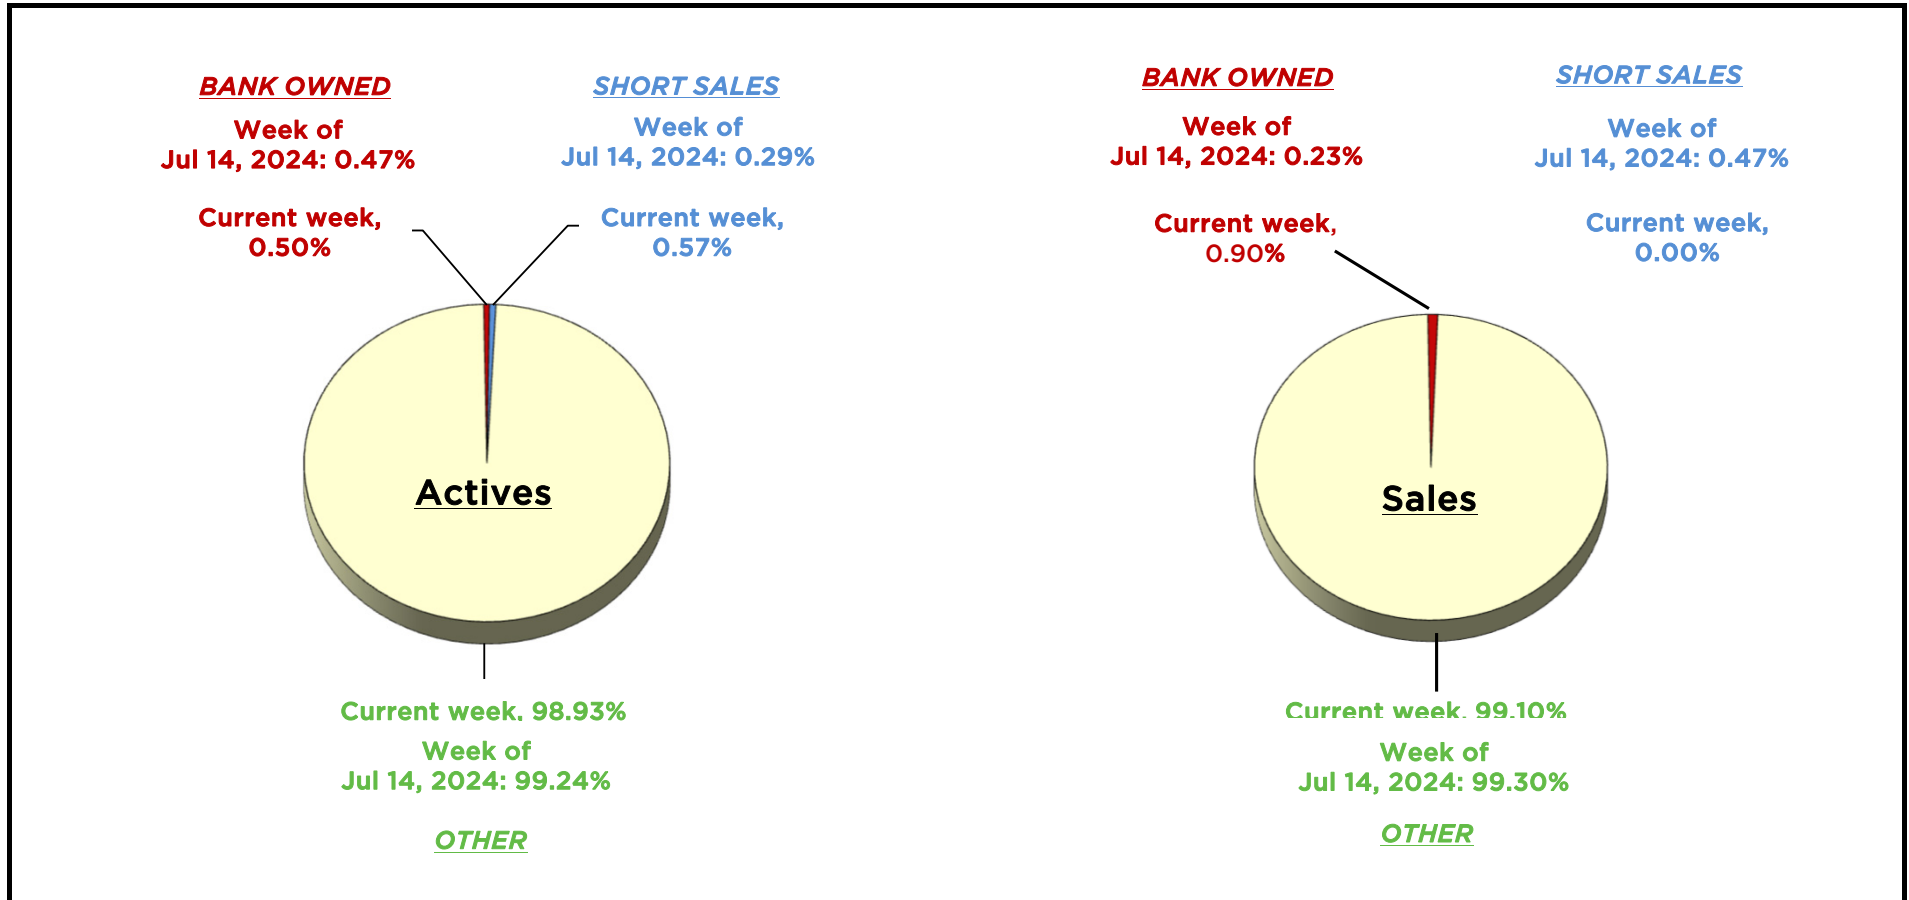 BANK OWNED
Week of
Jul 14, 2024: 0.47%
Current week,
0.50%
SHORT SALES
Week of
Jul 14, 2024: 0.29%
Current week,
0.57%
Actives
Current week, 98.93%
Week of
Jul 14, 2024: 99.24%
OTHER
BANK OWNED
Week of
Jul 14, 2024: 0.23%
Current week,
0.90%
SHORT SALES
Week of
Jul 14, 2024: 0.47%
Current week,
0.00%
Sales
Current week, 99.10%
Week of
Jul 14, 2024: 99.30%
OTHER